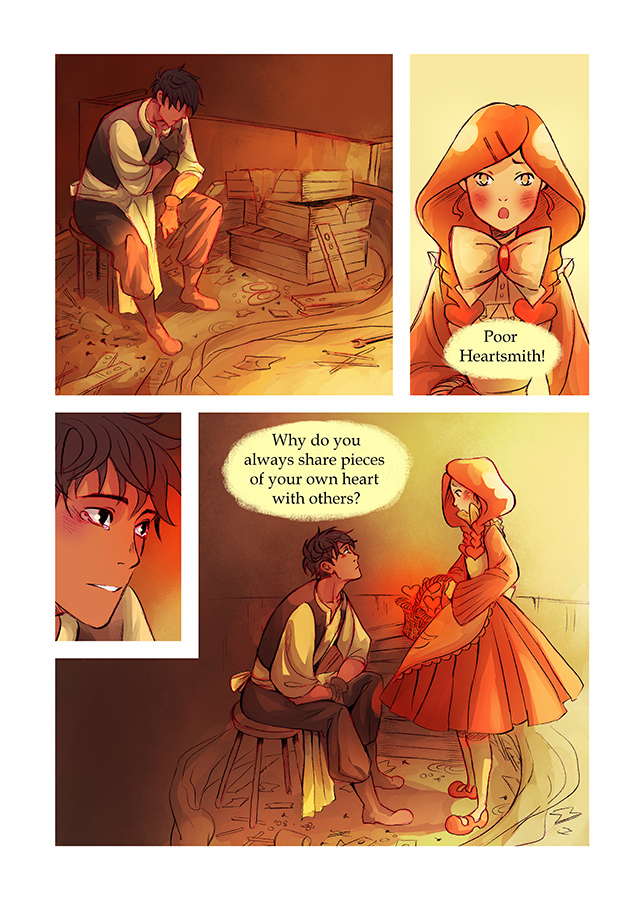 Poor
Heartsmith!
Why do you
always share pieces
of your own heart
with others?